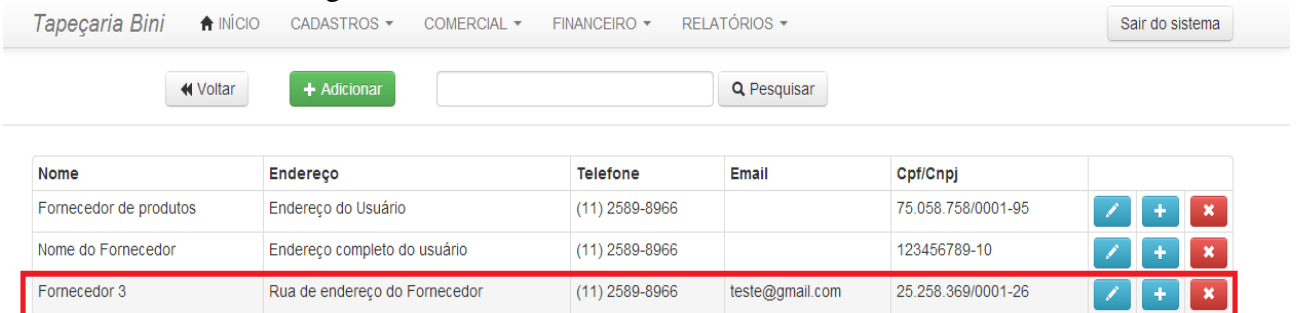 Tapeçaria Bini INÍCIO CADASTROS COMERCIAL FINANCEIRO RELATÓRIOS Sair do sistema
Voltar Adicionar Pesquisar
Nome Endereço Telefone Email Cpf/Cnpj
Fornecedor de produtos Endereço do Usuário (11) 2589-8966 75.058.758/0001-95
Nome do Fornecedor Endereço completo do usuário (11) 2589-8966 123456789-10
Fornecedor 3 Rua de endereço do Fornecedor (11) 2589-8966 teste@gmail.com 25.258.369/0001-26